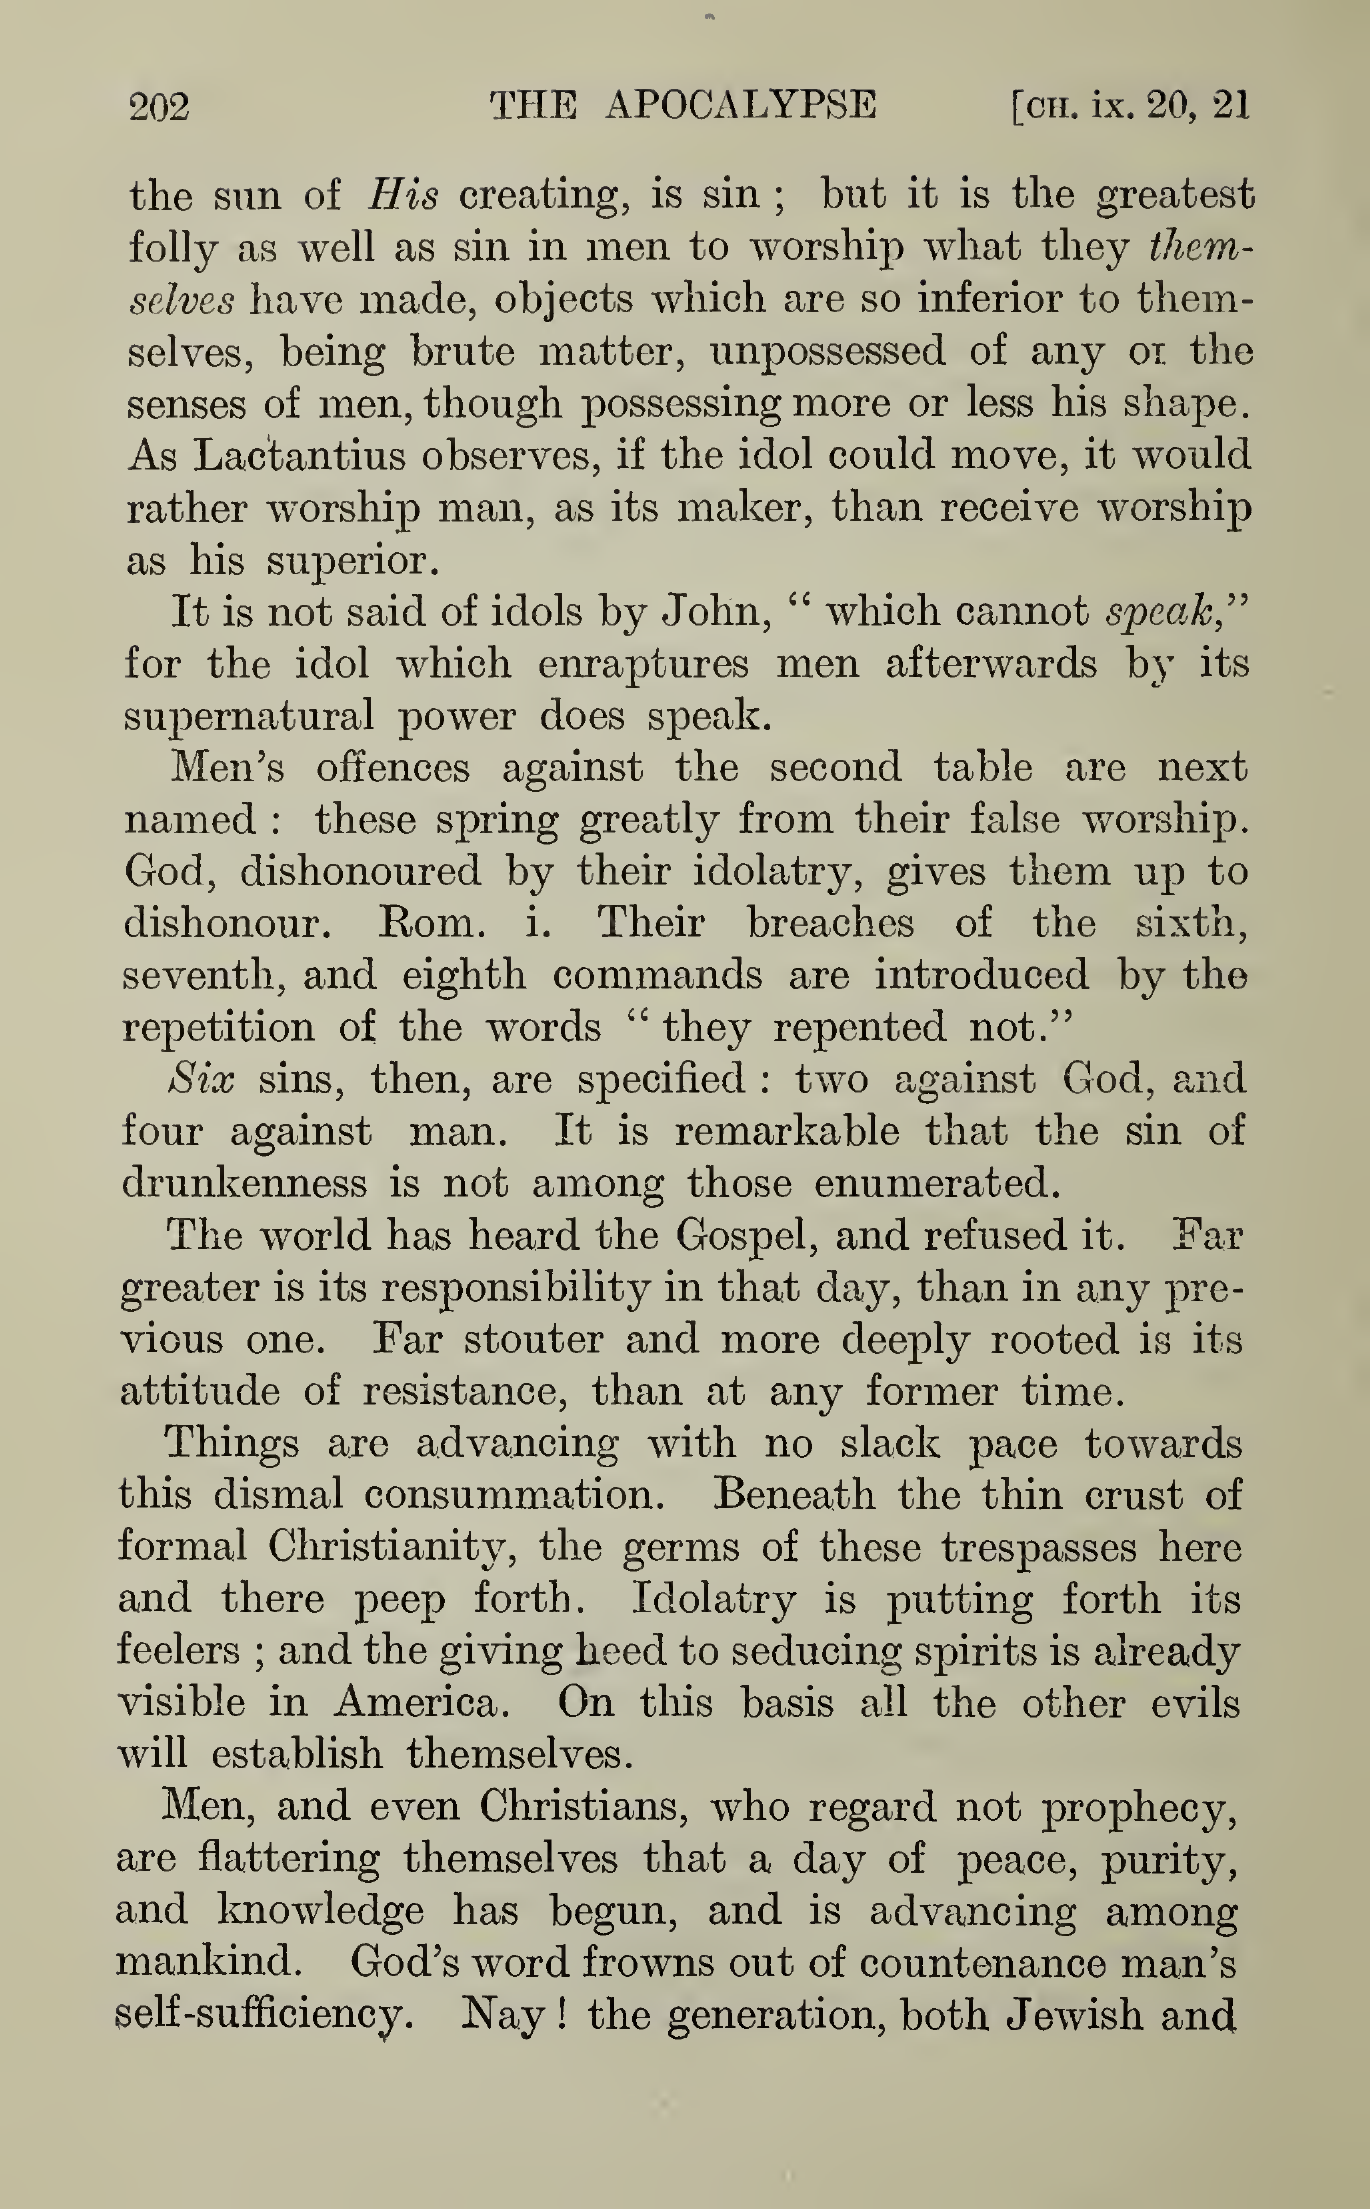 202 THE APOCALYPSE [CH. ix. 20, 21
the sun of His creating, is sin ; but it is the greatest
folly as well as sin in men to worship what they them-
selves have made, objects which are so inferior to them-
selves, being brute matter, unpossessed of any of the
senses of men, though possessing more or less his shape.
As Lactantius observes, if the idol could move, it would
rather worship man, as its maker, than receive worship
as his superior.
It is not said of idols by John, “ which cannot speak,”
for the idol which enraptures men afterwards by its
supernatural power does speak.
Men’s offences against the second table are next
named : these spring greatly from their false worship.
God, dishonoured by their idolatry, gives them up to
dishonour. Rom. i. Their breaches of the sixth,
seventh, and eighth commands are introduced by the
repetition of the words “ they repented not.”
Six sins, then, are specified : two against God, and
four against man. It is remarkable that the sin of
drunkenness is not among those enumerated.
The world has heard the Gospel, and refused it. Far
greater is its responsibility in that day, than in any pre-
vious one. Far stouter and more deeply rooted is its
attitude of resistance, than at any former time.
Things are advancing with no slack pace towards
this dismal consummation. Beneath the thin crust of
formal Christianity, the germs of these trespasses here
and there peep forth. Idolatry is putting forth its
feelers ; and the giving heed to seducing spirits is already
visible in America. On this basis all the other evils
will establish themselves.
Men, and even Christians, who regard not prophecy,
are flattering themselves that a day of peace, purity,
and knowledge has begun, and is advancing among
mankind. God’s word frowns out of countenance man’s
self-sufficiency. Nay ! the generation, both Jewish and